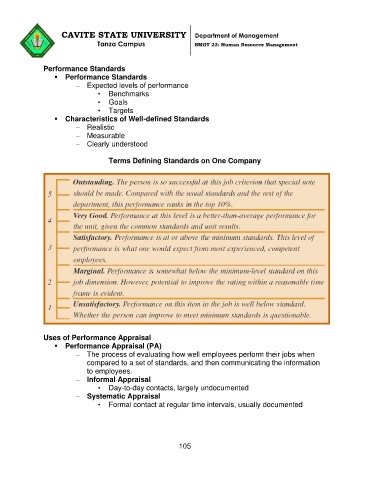 CAVITE STATE UNIVERSITY
Tanza Campus
Department of Management
BMGT 23: Human Resource Management
Performance Standards
▪ Performance Standards
– Expected levels of performance
• Benchmarks
• Goals
• Targets
▪ Characteristics of Well-defined Standards
– Realistic
– Measurable
– Clearly understood
Terms Defining Standards on One Company
Outstanding. The person is so successful at this job criterion that special note
5 should be made. Compared with the usual standards and the rest of the
department, this performance ranks in the top 10%.
Very Good. Performance at this level is a better-than-average performance for
4 the unit, given the common standards and unit results.
Satisfactory. Performance is at or above the minimum standards. This level of
3 performance is what one would expect from most experienced, competent
employees.
Marginal. Performance is somewhat below the minimum-level standard on this
2 job dimension. However, potential to improve the rating within a reasonable time
frame is evident.
1 Unsatisfactory. Performance on this item in the job is well below standard.
Whether the person can improve to meet minimum standards is questionable.
Uses of Performance Appraisal
▪ Performance Appraisal (PA)
– The process of evaluating how well employees perform their jobs when
compared to a set of standards, and then communicating the information
to employees.
– Informal Appraisal
• Day-to-day contacts, largely undocumented
– Systematic Appraisal
• Formal contact at regular time intervals, usually documented
105